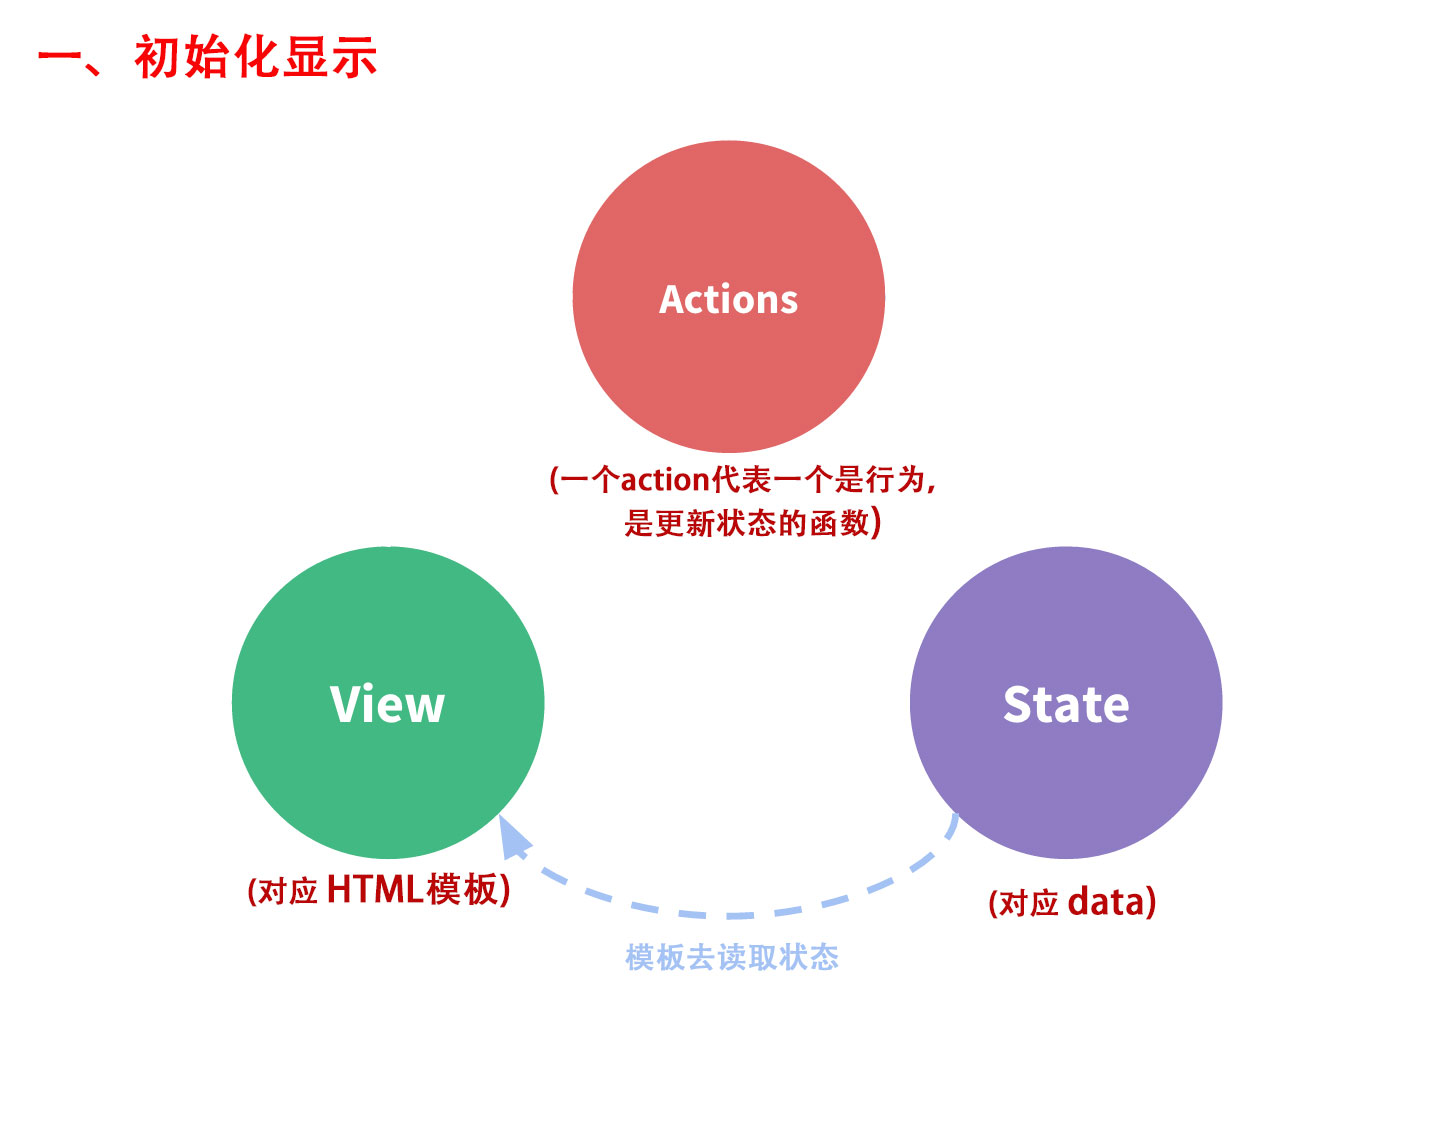 一、初始化显示
Actions
(一个action代表一个是行为,
是更新状态的函数)
View
State
(对应 HTML模板)
(对应 data)
模板去读取状态